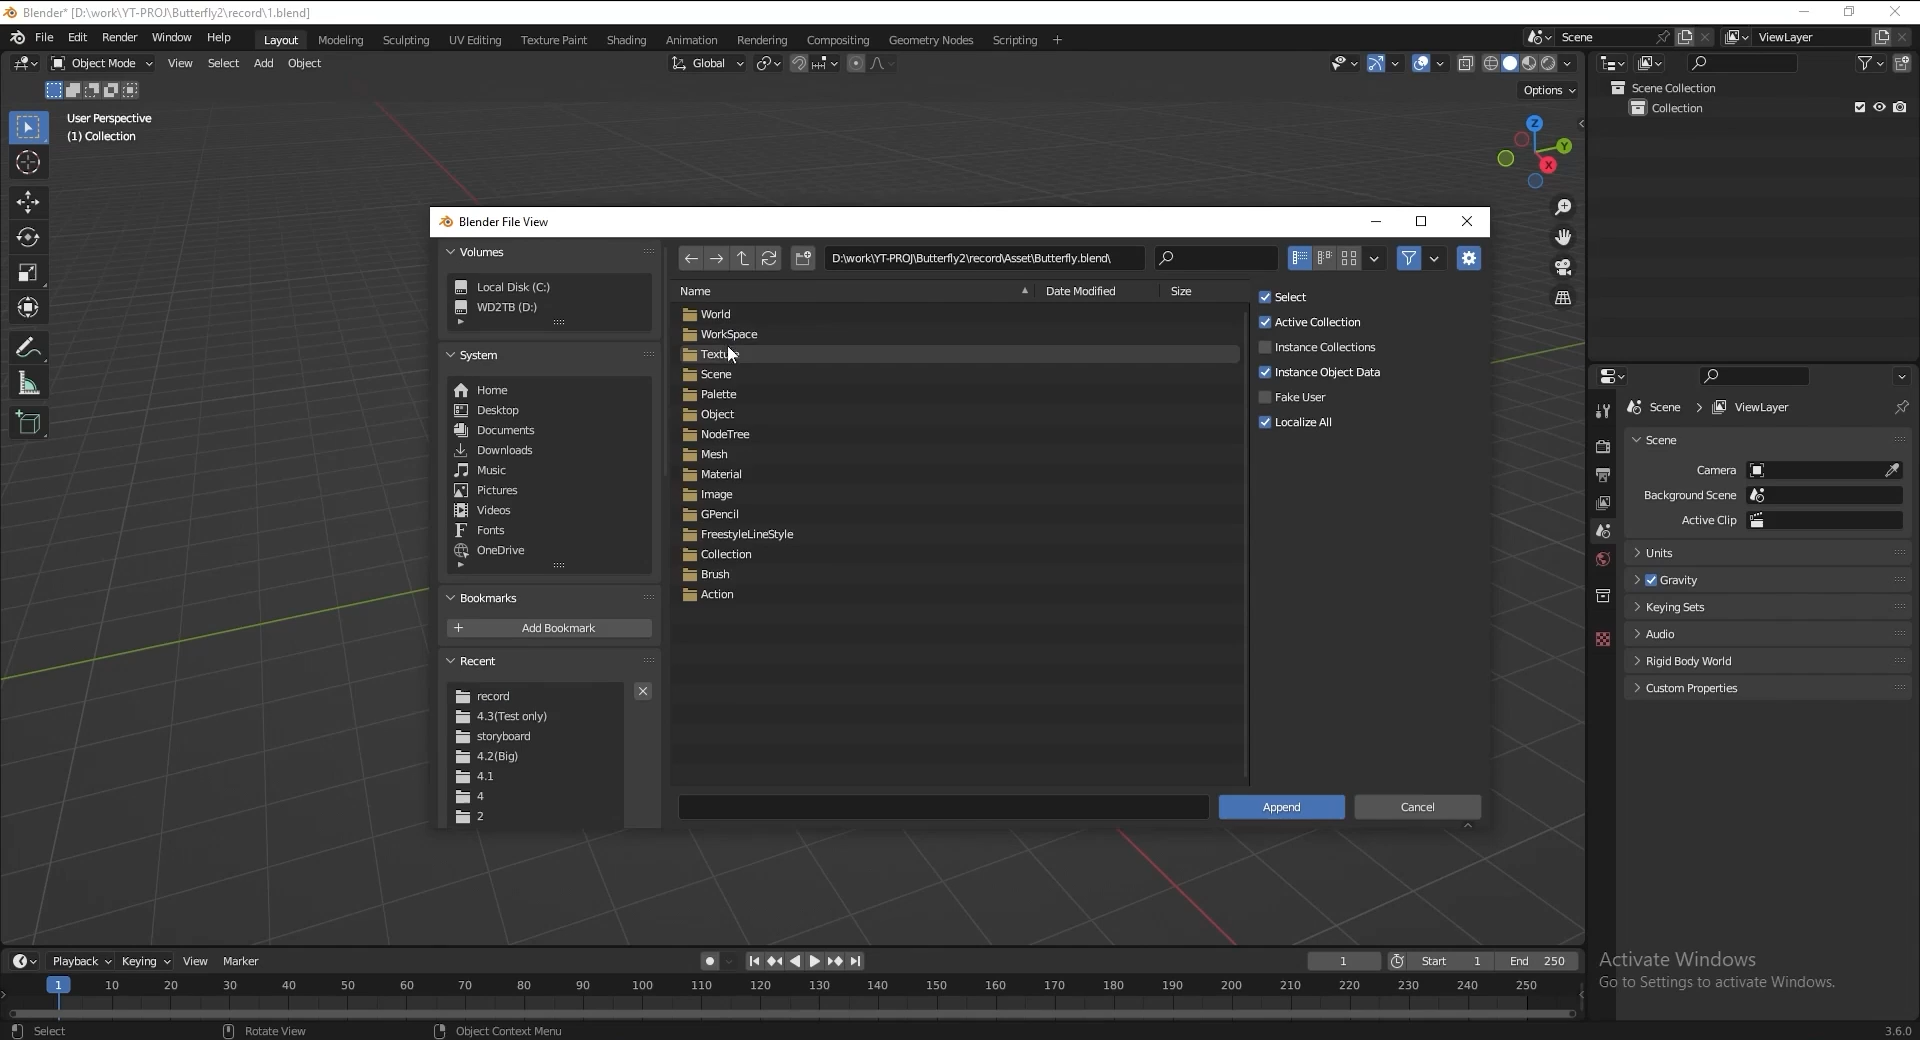 Blender* [D:\work\YT-PROJ\Butterfly2\record\1.blend]
File Edit Render Window Help Layout Modeling Sculpting UV Editing Texture Paint Shading Animation Rendering Compositing Geometry Nodes Scripting + Scene ViewLayer
Object Mode View Select Add Object Global
Options
User Perspective
(1) Collection
Z
Y
X
Scene Collection
Collection
Blender File View
Volumes
Local Disk (C:)
WD2TB (D:)
System
Home
Desktop
Documents
Downloads
Music
Pictures
Videos
Fonts
OneDrive
Bookmarks
Add Bookmark
Recent
record
4.3(Test only)
storyboard
4.2(Big)
4.1
4
2
D:\work\YT-PROJ\Butterfly2\record\Asset\Butterfly.blend\
Name Date Modified Size
World
WorkSpace
Texture
Scene
Palette
Object
NodeTree
Mesh
Material
Image
GPencil
FreestyleLineStyle
Collection
Brush
Action
Select
Active Collection
Instance Collections
Instance Object Data
Fake User
Localize All
Append Cancel
Scene > ViewLayer
Scene
Camera
Background Scene
Active Clip
Units
Gravity
Keying Sets
Audio
Rigid Body World
Custom Properties
Activate Windows
Go to Settings to activate Windows.
Playback Keying View Marker 1 Start 1 End 250
1 10 20 30 40 50 60 70 80 90 100 110 120 130 140 150 160 170 180 190 200 210 220 230 240 250
Select Rotate View Object Context Menu 3.6.0